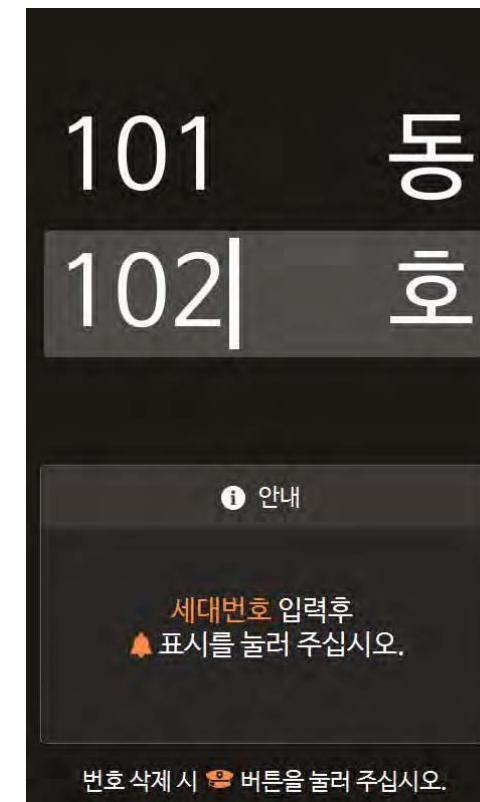 101 동
102 호
안내
세대번호 입력후
표시를 눌러 주십시오.
번호 삭제 시 버튼을 눌러 주십시오.